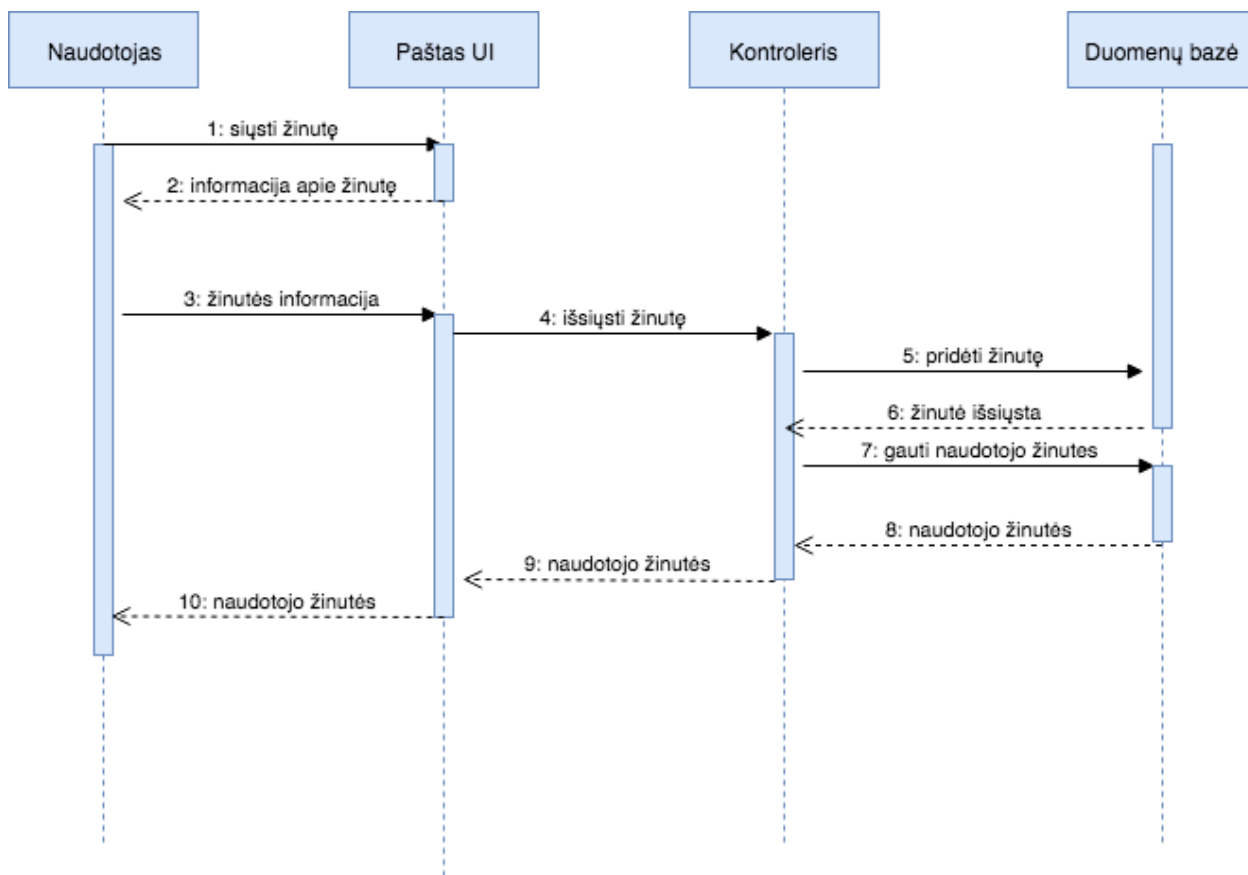 Naudotojas
Paštas UI
Kontroleris
Duomenų bazė
1: siųsti žinutę
2: informacija apie žinutę
3: žinutės informacija
4: išsiųsti žinutę
5: pridėti žinutę
6: žinutė išsiųsta
7: gauti naudotojo žinutes
8: naudotojo žinutės
9: naudotojo žinutės
10: naudotojo žinutės